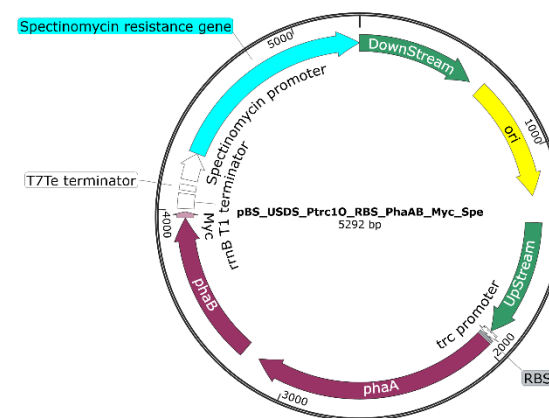 Spectinomycin resistance gene
5000
DownStream
Spectinomycin promoter
ori
1000
T7Te terminator
rrnB T1 terminator
pBS_USDS_Ptrc1O_RBS_PhaAB_Myc_Spe
5292 bp
4000
Myc
UpStream
trc promoter
phaB
2000
RBS
phaA
3000